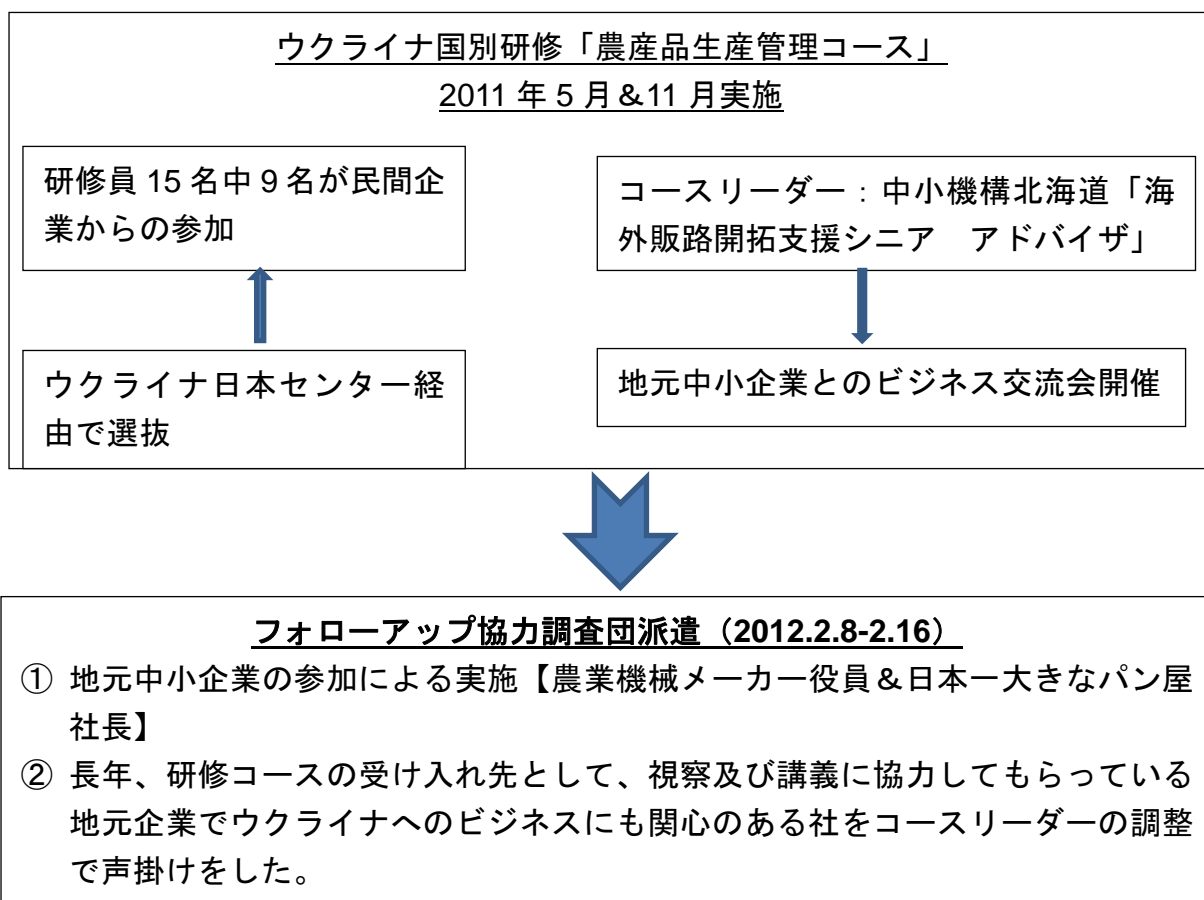 ウクライナ国別研修「農産品生産管理コース」
2011 年 5 月＆11 月実施
研修員 15 名中 9 名が民間企
業からの参加
コースリーダー：中小機構北海道「海
外販路開拓支援シニア　アドバイザ」
ウクライナ日本センター経
由で選抜
地元中小企業とのビジネス交流会開催
フォローアップ協力調査団派遣（2012.2.8-2.16）
① 地元中小企業の参加による実施【農業機械メーカー役員＆日本一大きなパン屋
社長】
② 長年、研修コースの受け入れ先として、視察及び講義に協力してもらっている
地元企業でウクライナへのビジネスにも関心のある社をコースリーダーの調整
で声掛けをした。